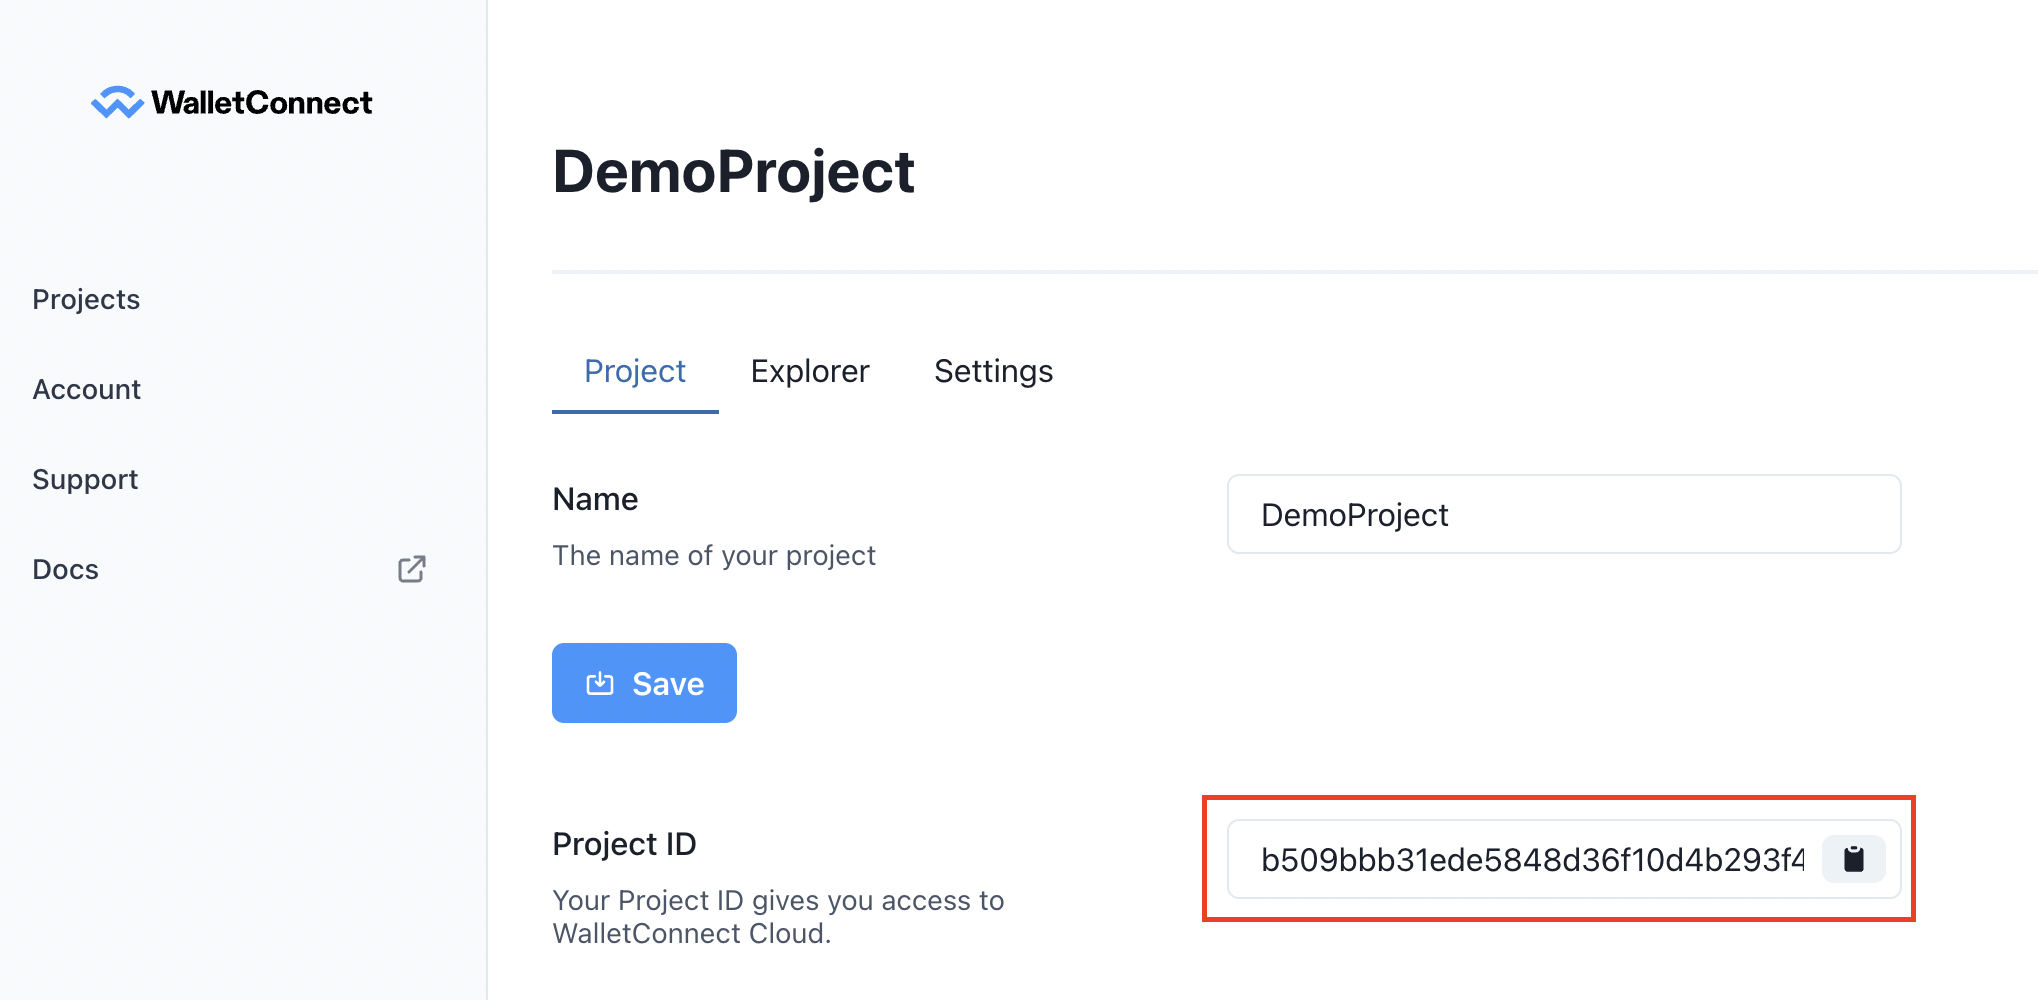 WalletConnect
Projects
Account
Support
Docs
DemoProject
Project
Explorer
Settings
Name
The name of your project
DemoProject
Save
Project ID
Your Project ID gives you access to
WalletConnect Cloud.
b509bbb31ede5848d36f10d4b293f4